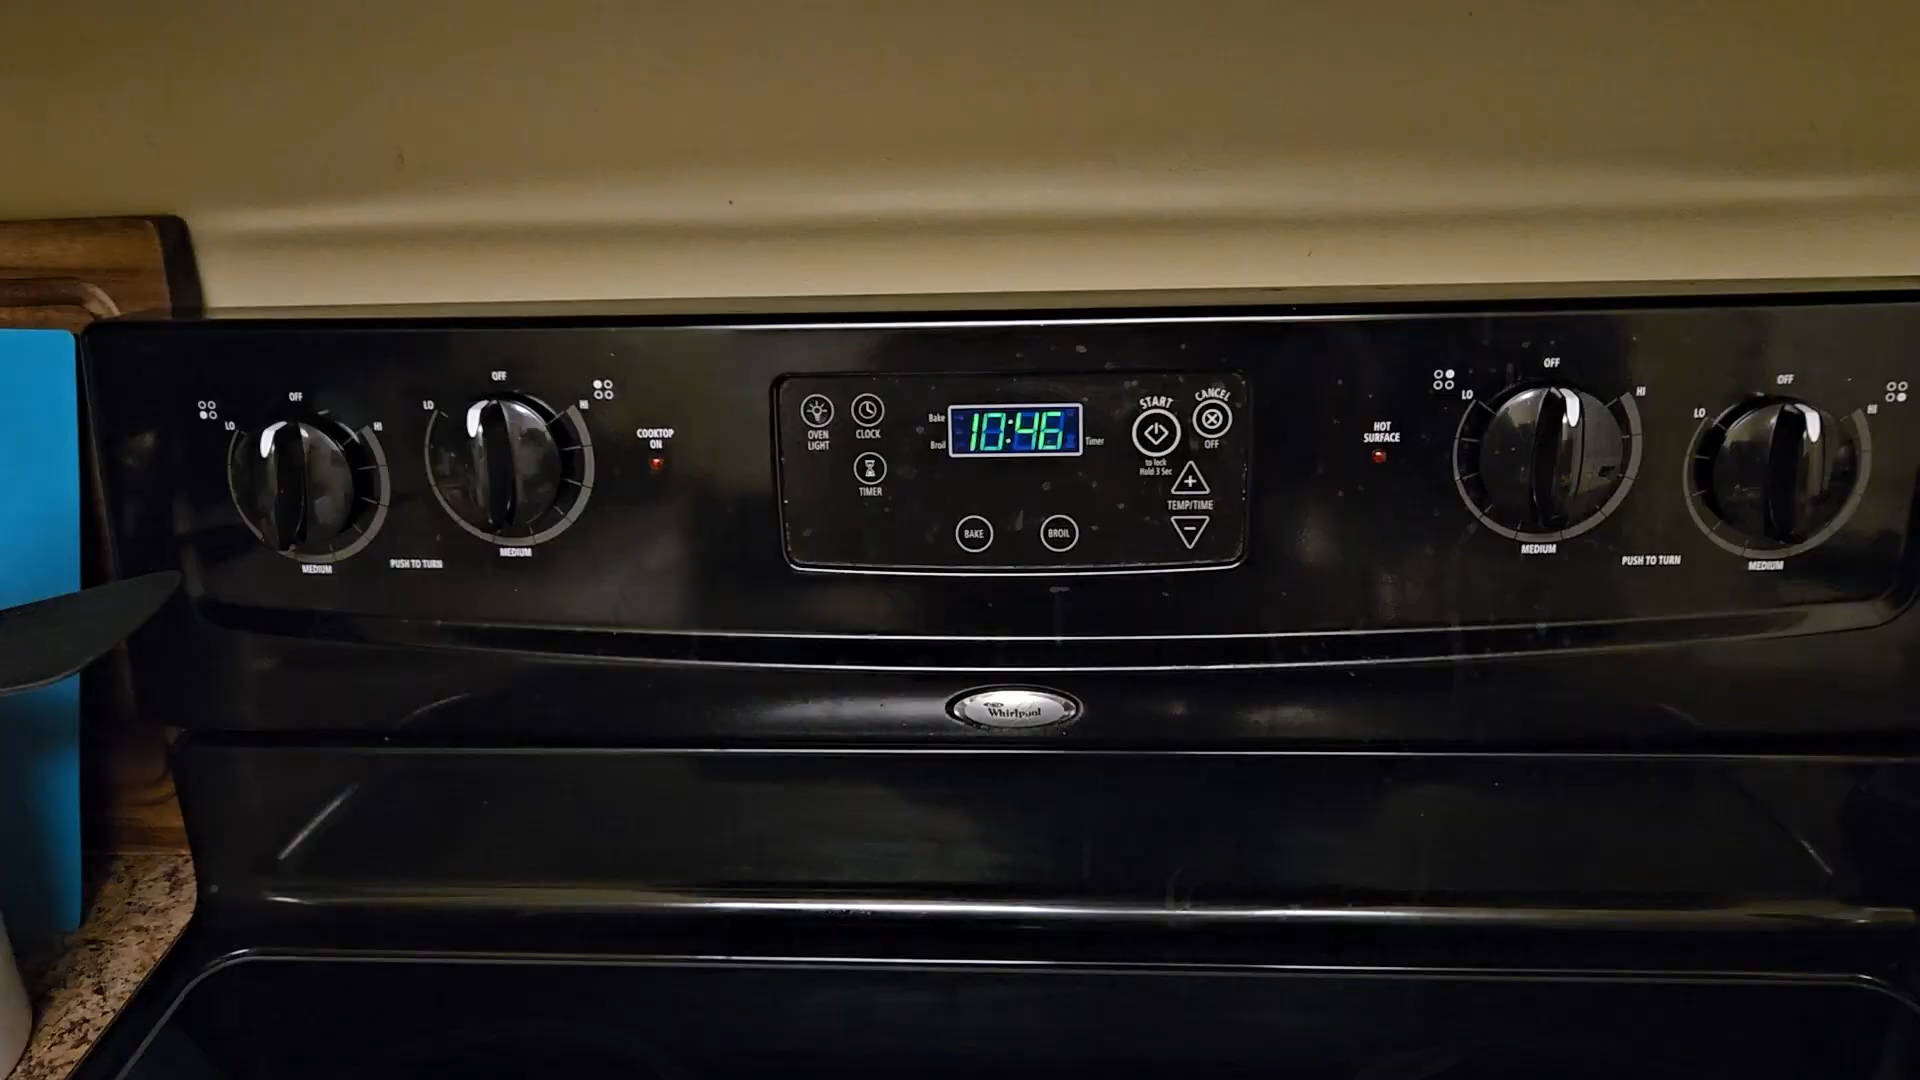 OFF
LO
HI
MEDIUM
PUSH TO TURN
OFF
LO
HI
MEDIUM
COOKTOP
ON
OVEN
LIGHT
CLOCK
TIMER
Bake
Broil
10:46
Timer
START
to lock
Hold 3 Sec
CANCEL
OFF
TEMP/TIME
BAKE
BROIL
HOT
SURFACE
OFF
LO
HI
MEDIUM
PUSH TO TURN
OFF
LO
HI
MEDIUM
Whirlpool